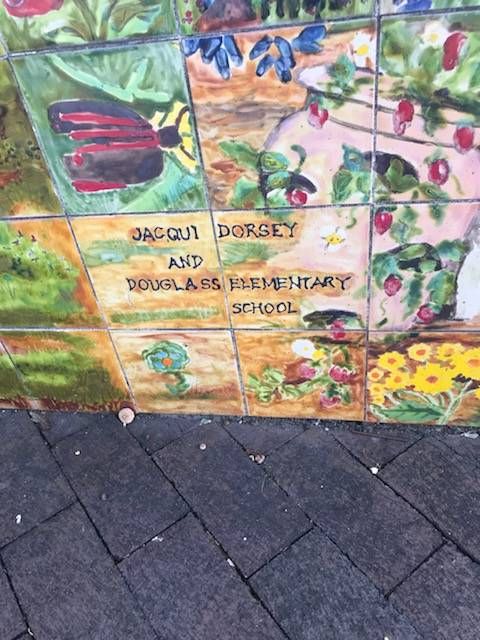 JACQUI DORSEY
AND
DOUGLASS ELEMENTARY
SCHOOL